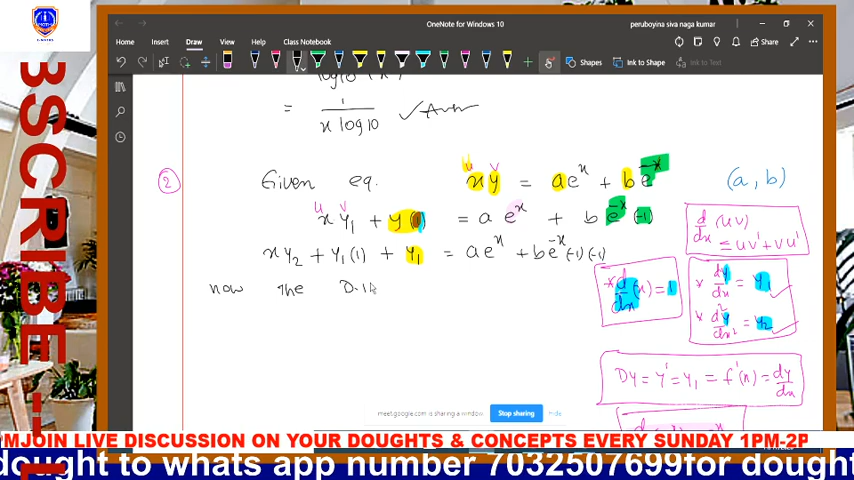 OneNote for Windows 10
peruboyina siva naga kumar
Home Insert Draw View Help Class Notebook
Share
Shapes Ink to Shape Ink to Text
= 1 / x log10 ✓
2 Given eq. xy = ae^x + be^-x (a, b)
u v
xy₁ + y(1) = a e^x + b e^-x (-1)
u v
xy₂ + y₁(1) + y₁ = ae^x + be^-x (-1)(-1)
now the
d/dx (uv)
≤ uv' + vu'
* d/dx (x) = 1
* dy/dx = y₁ ✓
* d²y/dx² = y₂ ✓
Dy = y' = y₁ = f'(x) = dy/dx
meet.google.com is sharing a window. Stop sharing Hide
BSCRIBE --- L
PMJOIN LIVE DISCUSSION ON YOUR DOUGHTS & CONCEPTS EVERY SUNDAY 1PM-2P
dought to whats app number 7032507699for dought